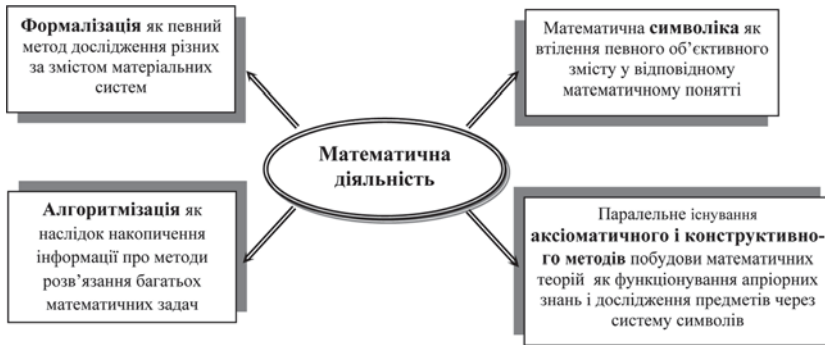 Формалізація як певний
метод дослідження різних
за змістом матеріальних
систем
Математична символіка як
втілення певного об’єктивного
змісту у відповідному
математичному понятті
Математична
діяльність
Алгоритмізація як
наслідок накопичення
інформації про методи
розв’язання багатьох
математичних задач
Паралельне існування
аксіоматичного і конструктивно-
го методів побудови математичних
теорій як функціонування апріорних
знань і дослідження предметів через
систему символів